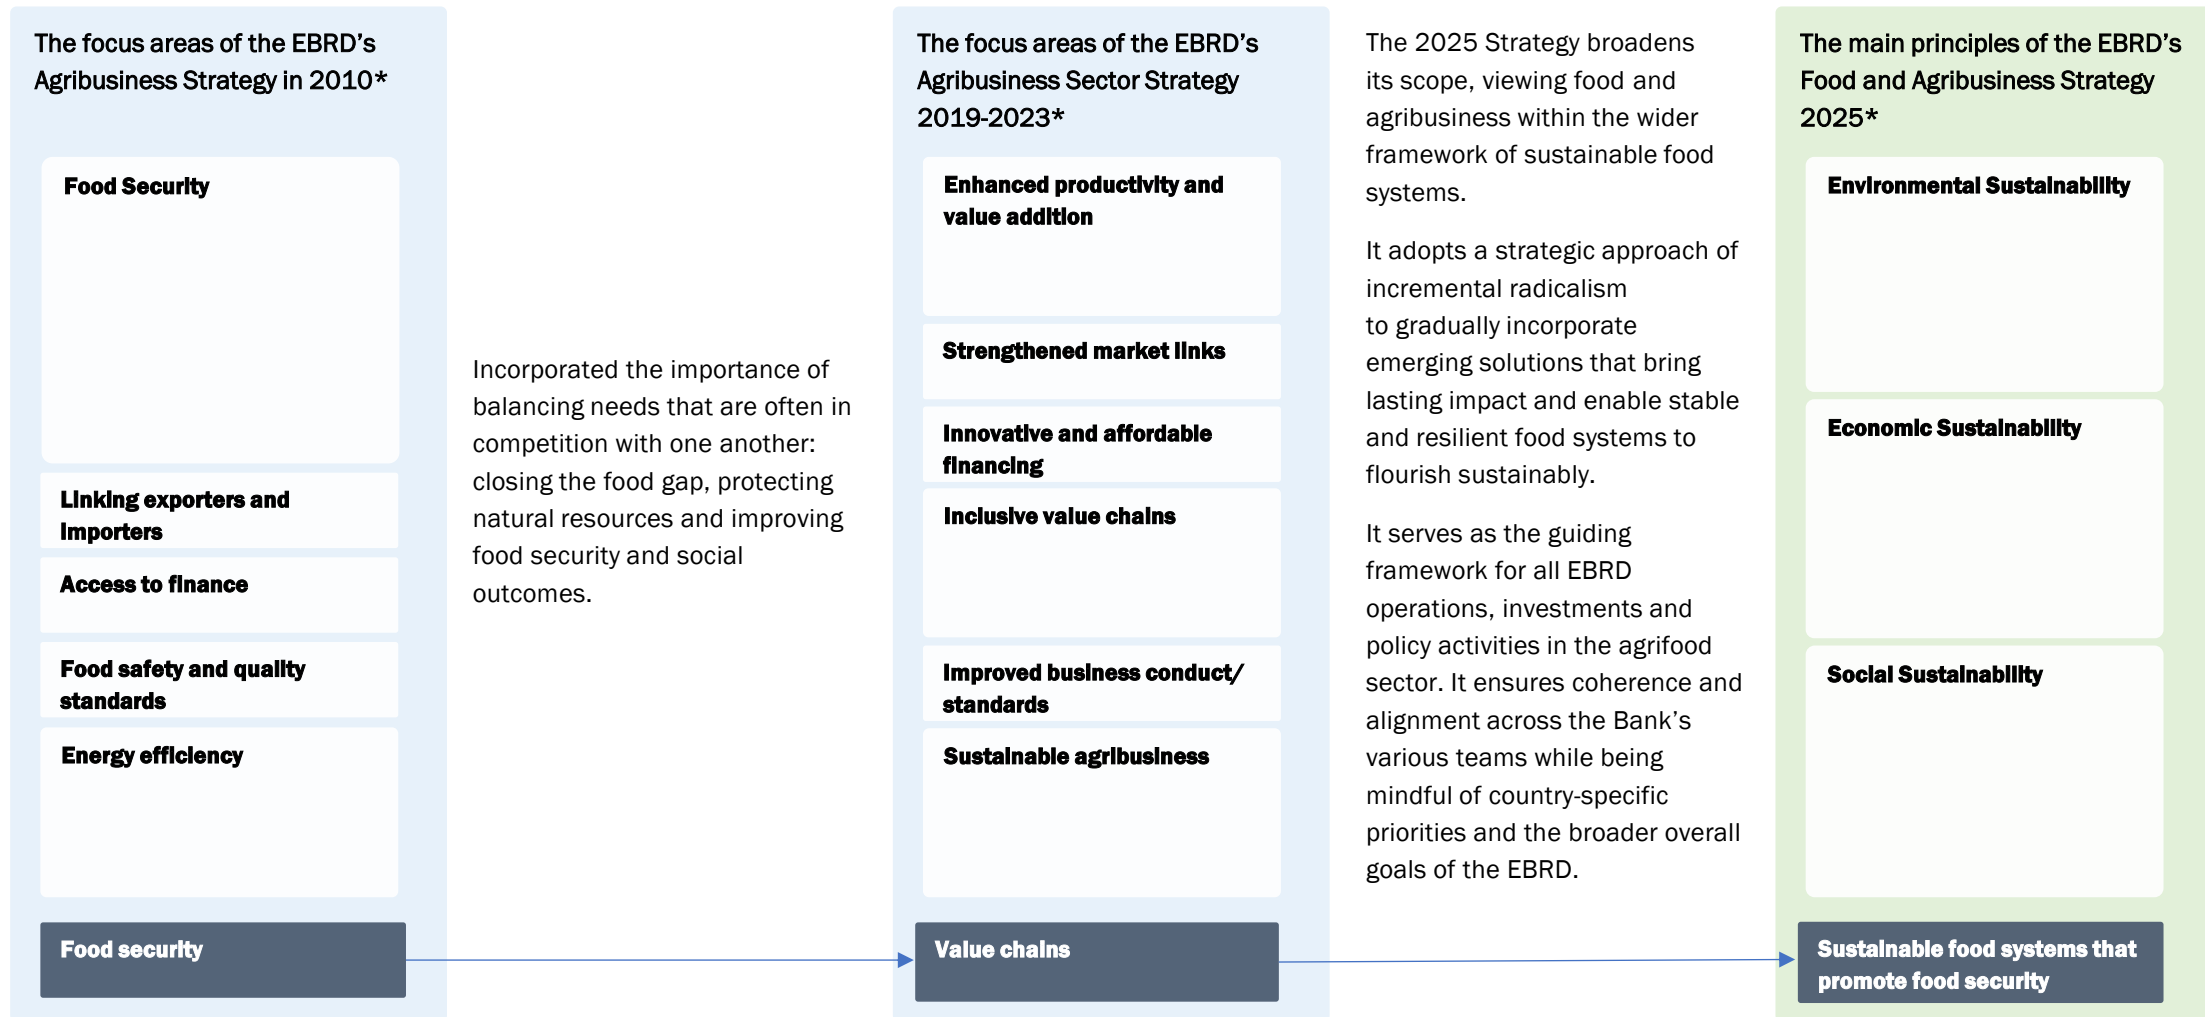 The focus areas of the EBRD’s
Agribusiness Strategy in 2010*
Food Security
Linking exporters and
importers
Access to finance
Food safety and quality
standards
Energy efficiency
Food security
Incorporated the importance of
balancing needs that are often in
competition with one another:
closing the food gap, protecting
natural resources and improving
food security and social
outcomes.
The focus areas of the EBRD’s
Agribusiness Sector Strategy
2019-2023*
Enhanced productivity and
value addition
Strengthened market links
Innovative and affordable
financing
Inclusive value chains
Improved business conduct/
standards
Sustainable agribusiness
Value chains
The 2025 Strategy broadens
its scope, viewing food and
agribusiness within the wider
framework of sustainable food
systems.
It adopts a strategic approach of
incremental radicalism
to gradually incorporate
emerging solutions that bring
lasting impact and enable stable
and resilient food systems to
flourish sustainably.
It serves as the guiding
framework for all EBRD
operations, investments and
policy activities in the agrifood
sector. It ensures coherence and
alignment across the Bank’s
various teams while being
mindful of country-specific
priorities and the broader overall
goals of the EBRD.
The main principles of the EBRD’s
Food and Agribusiness Strategy
2025*
Environmental Sustainability
Economic Sustainability
Social Sustainability
Sustainable food systems that
promote food security